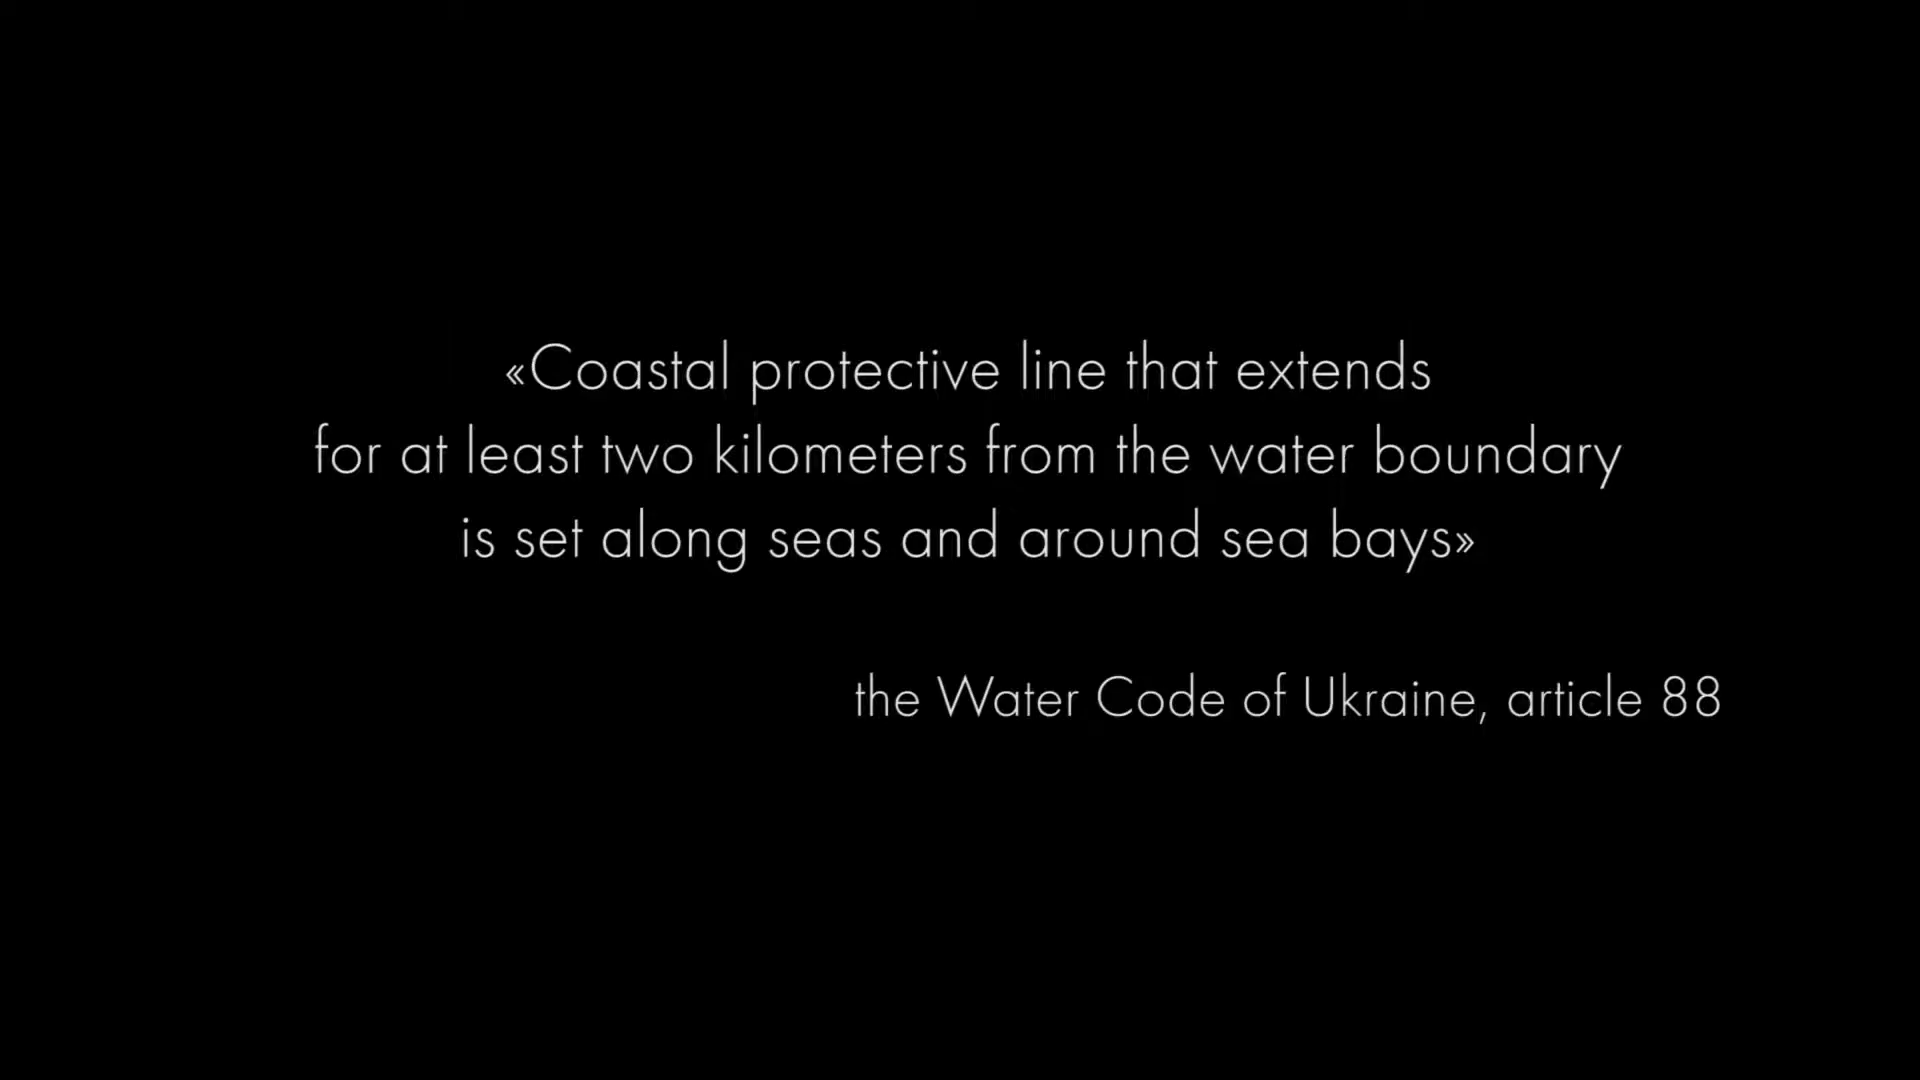 «Coastal protective line that extends
for at least two kilometers from the water boundary
is set along seas and around sea bays»
the Water Code of Ukraine, article 88